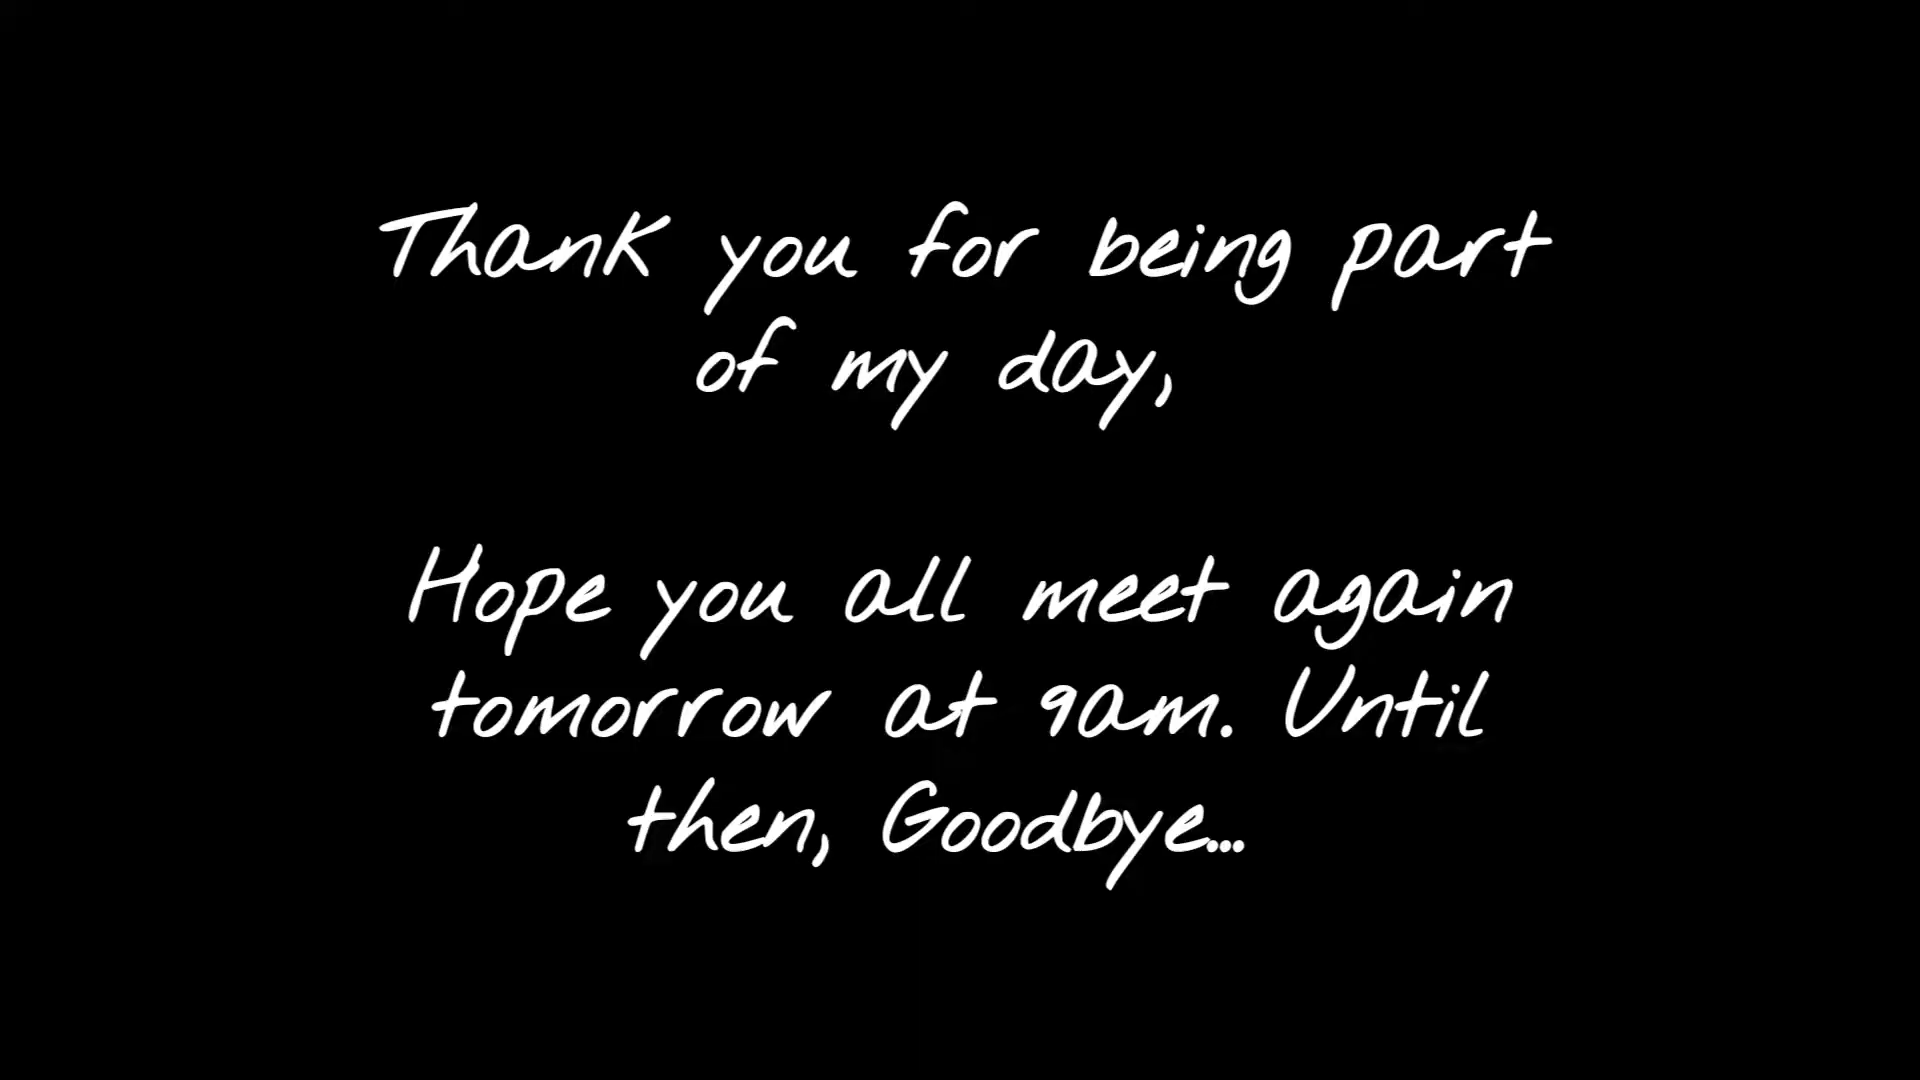 Thank you for being part
of my day,
Hope you all meet again
tomorrow at 9am. Until
then, Goodbye...